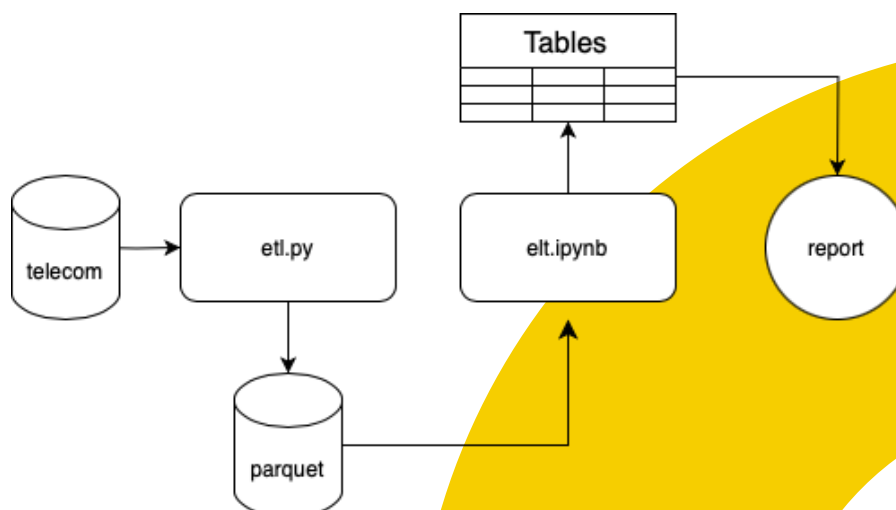 Tables
telecom
etl.py
elt.ipynb
report
parquet